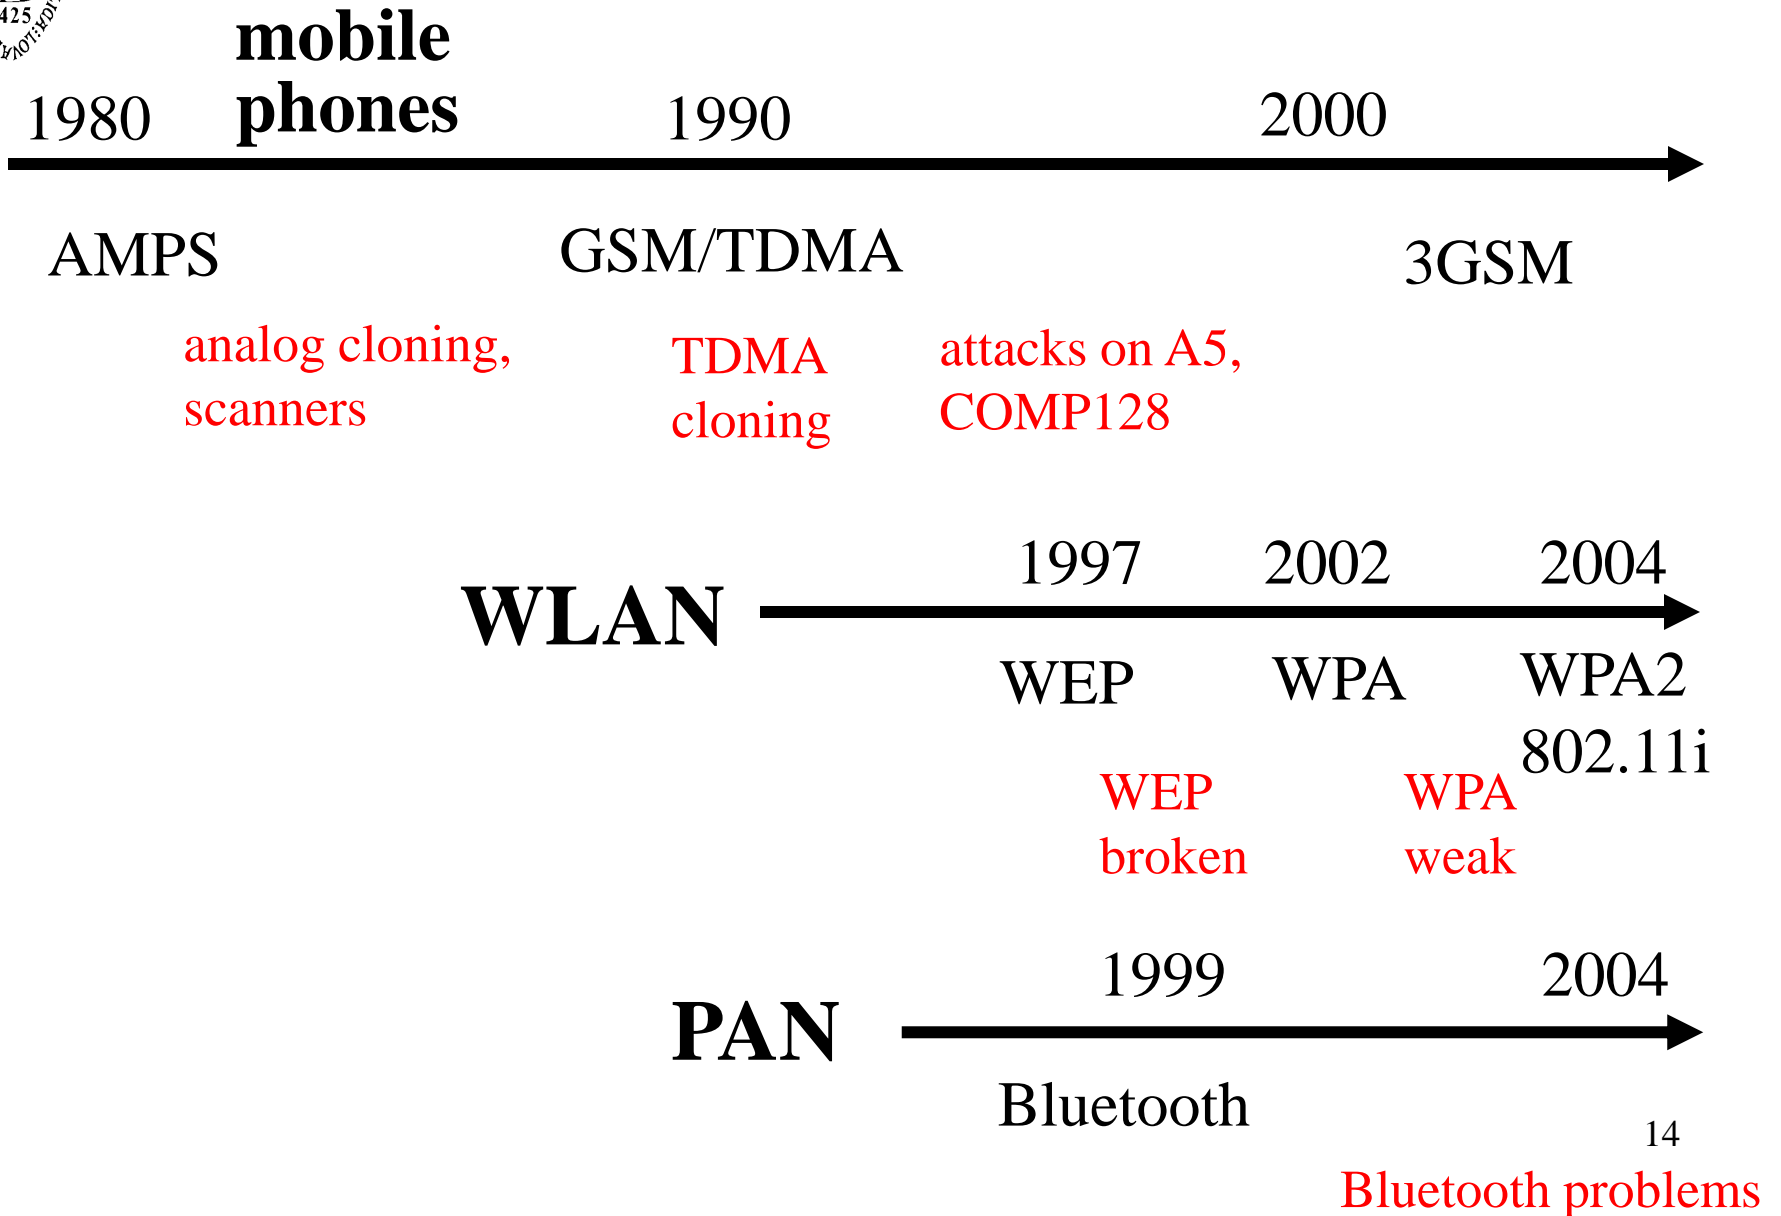 425
mobile
phones
1980
1990
2000
AMPS
GSM/TDMA
3GSM
analog cloning,
scanners
TDMA
cloning
attacks on A5,
COMP128
WLAN
1997
2002
2004
WEP
WPA
WPA2
802.11i
WEP
broken
WPA
weak
PAN
1999
2004
Bluetooth
14
Bluetooth problems